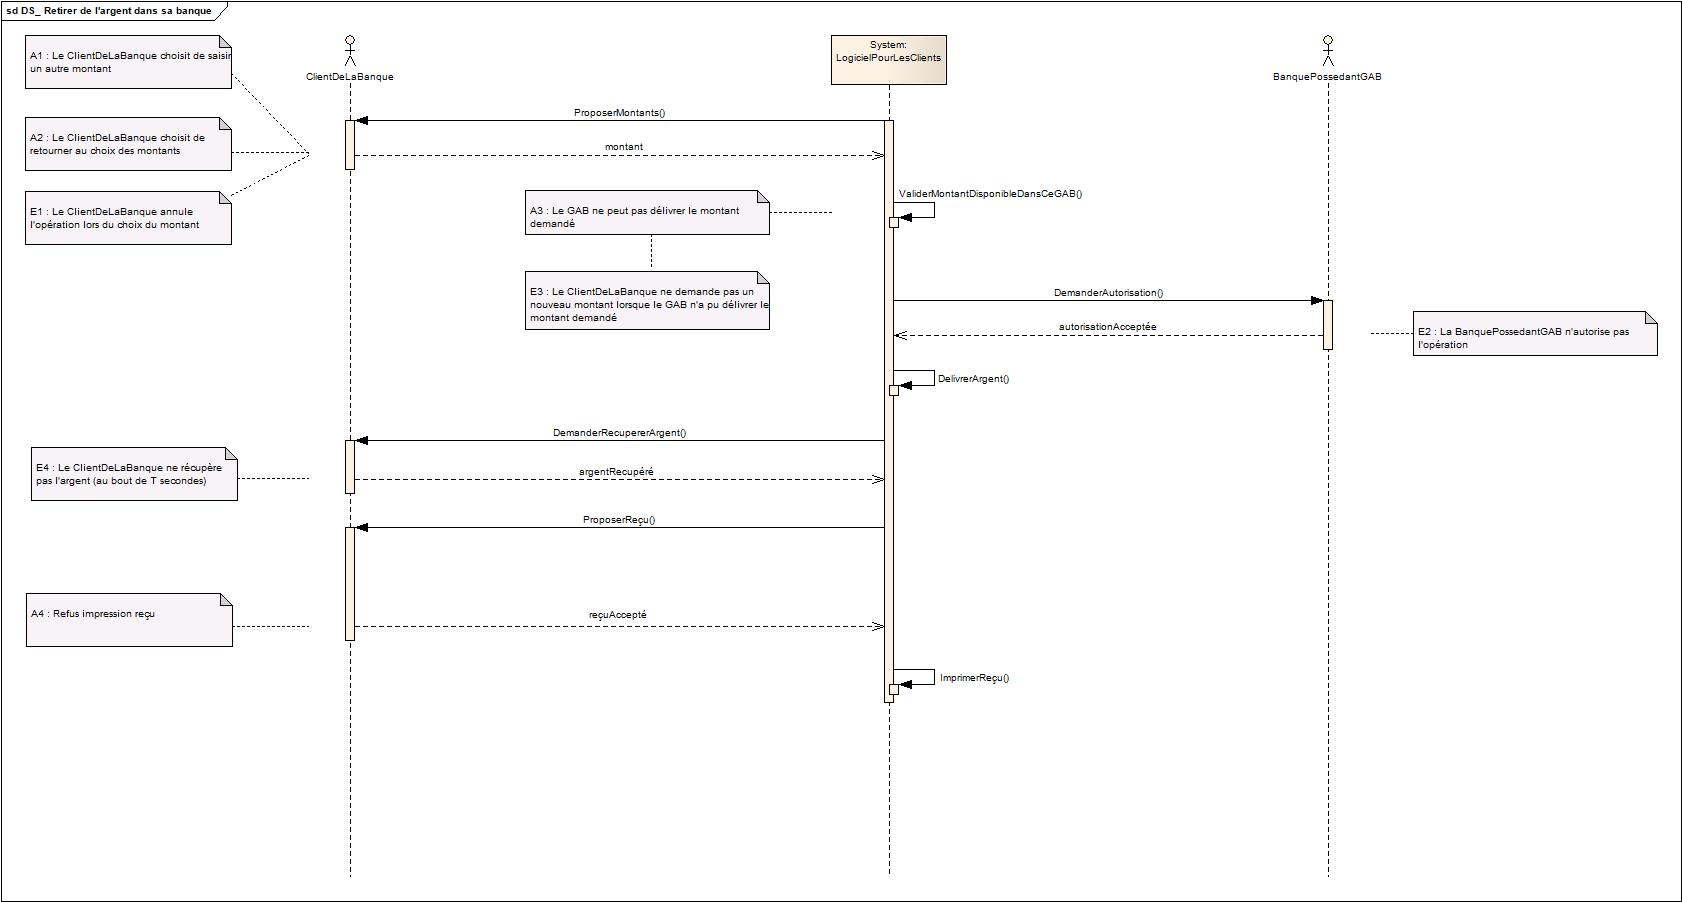 sd DS_ Retirer de l'argent dans sa banque
A1 : Le ClientDeLaBanque choisit de saisir
un autre montant
ClientDeLaBanque
System:
LogicielPourLesClients
BanquePossedantGAB
ProposerMontants()
A2 : Le ClientDeLaBanque choisit de
retourner au choix des montants
montant
E1 : Le ClientDeLaBanque annule
l'opération lors du choix du montant
ValiderMontantDisponibleDansCeGAB()
A3 : Le GAB ne peut pas délivrer le montant
demandé
E3 : Le ClientDeLaBanque ne demande pas un
nouveau montant lorsque le GAB n'a pu délivrer le
montant demandé
DemanderAutorisation()
autorisationAcceptée
E2 : La BanquePossedantGAB n'autorise pas
l'opération
DelivrerArgent()
DemanderRecupererArgent()
E4 : Le ClientDeLaBanque ne récupère
pas l'argent (au bout de T secondes)
argentRecupéré
ProposerReçu()
A4 : Refus impression reçu
reçuAccepté
ImprimerReçu()